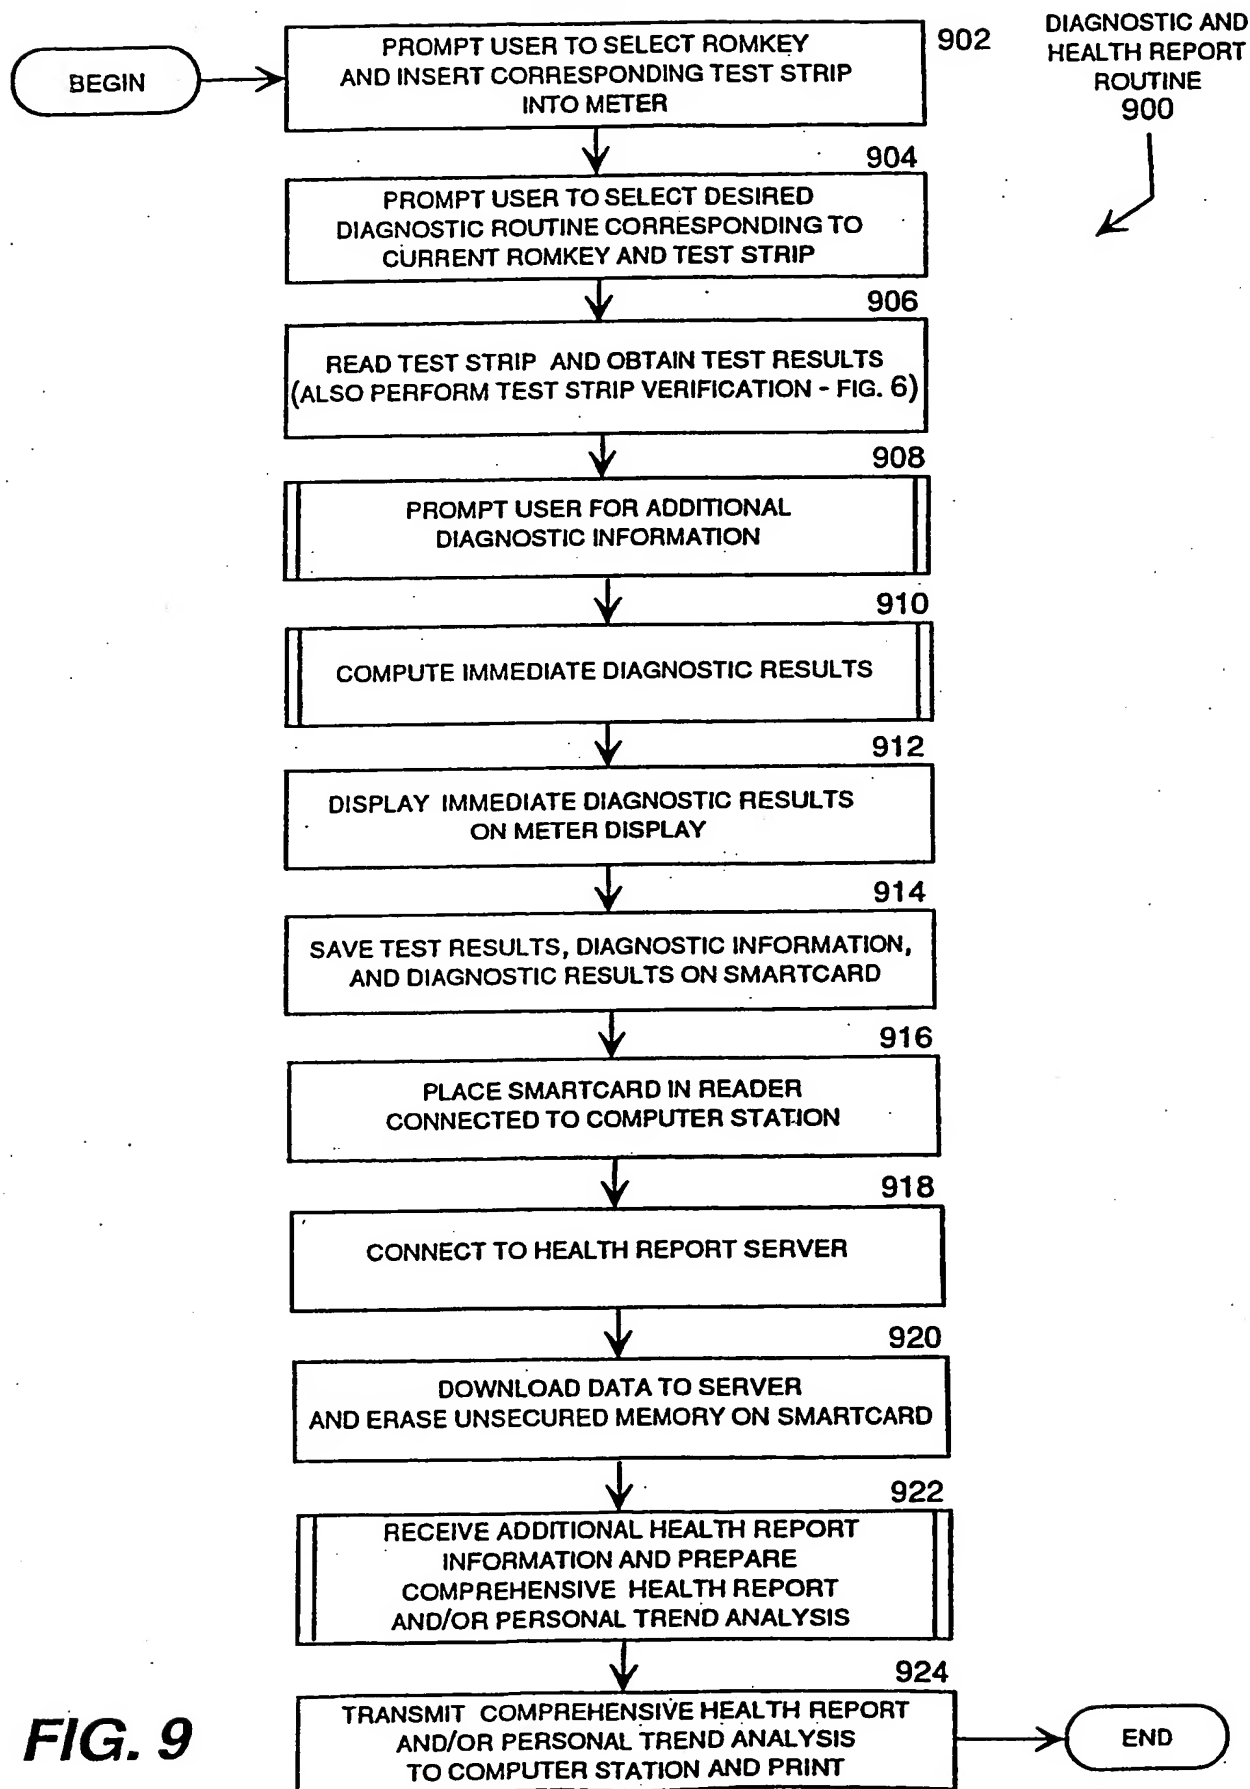 BEGIN
PROMPT USER TO SELECT ROMKEY
AND INSERT CORRESPONDING TEST STRIP
INTO METER
902
DIAGNOSTIC AND
HEALTH REPORT
ROUTINE
900
904
PROMPT USER TO SELECT DESIRED
DIAGNOSTIC ROUTINE CORRESPONDING TO
CURRENT ROMKEY AND TEST STRIP
906
READ TEST STRIP AND OBTAIN TEST RESULTS
(ALSO PERFORM TEST STRIP VERIFICATION - FIG. 6)
908
PROMPT USER FOR ADDITIONAL
DIAGNOSTIC INFORMATION
910
COMPUTE IMMEDIATE DIAGNOSTIC RESULTS
912
DISPLAY IMMEDIATE DIAGNOSTIC RESULTS
ON METER DISPLAY
914
SAVE TEST RESULTS, DIAGNOSTIC INFORMATION,
AND DIAGNOSTIC RESULTS ON SMARTCARD
916
PLACE SMARTCARD IN READER
CONNECTED TO COMPUTER STATION
918
CONNECT TO HEALTH REPORT SERVER
920
DOWNLOAD DATA TO SERVER
AND ERASE UNSECURED MEMORY ON SMARTCARD
922
RECEIVE ADDITIONAL HEALTH REPORT
INFORMATION AND PREPARE
COMPREHENSIVE HEALTH REPORT
AND/OR PERSONAL TREND ANALYSIS
924
TRANSMIT COMPREHENSIVE HEALTH REPORT
AND/OR PERSONAL TREND ANALYSIS
TO COMPUTER STATION AND PRINT
END
FIG. 9